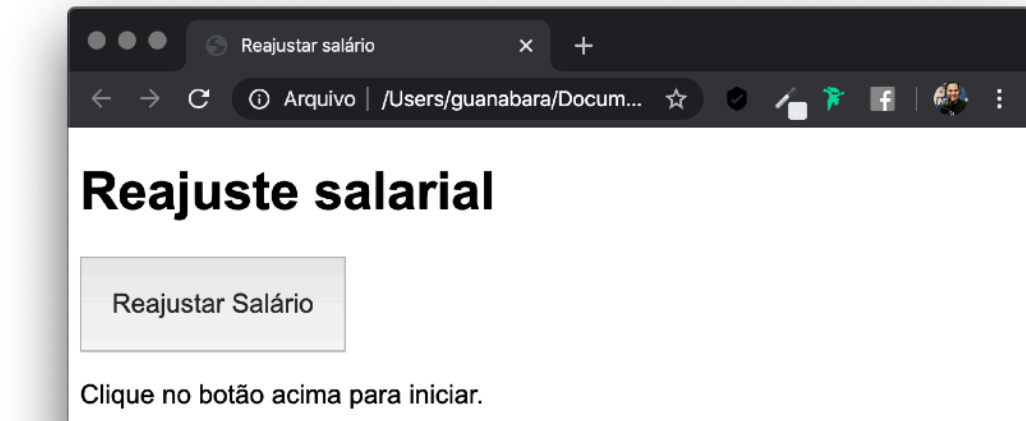 Reajustar salário
Arquivo | /Users/guanabara/Docum...
Reajuste salarial
Reajustar Salário
Clique no botão acima para iniciar.